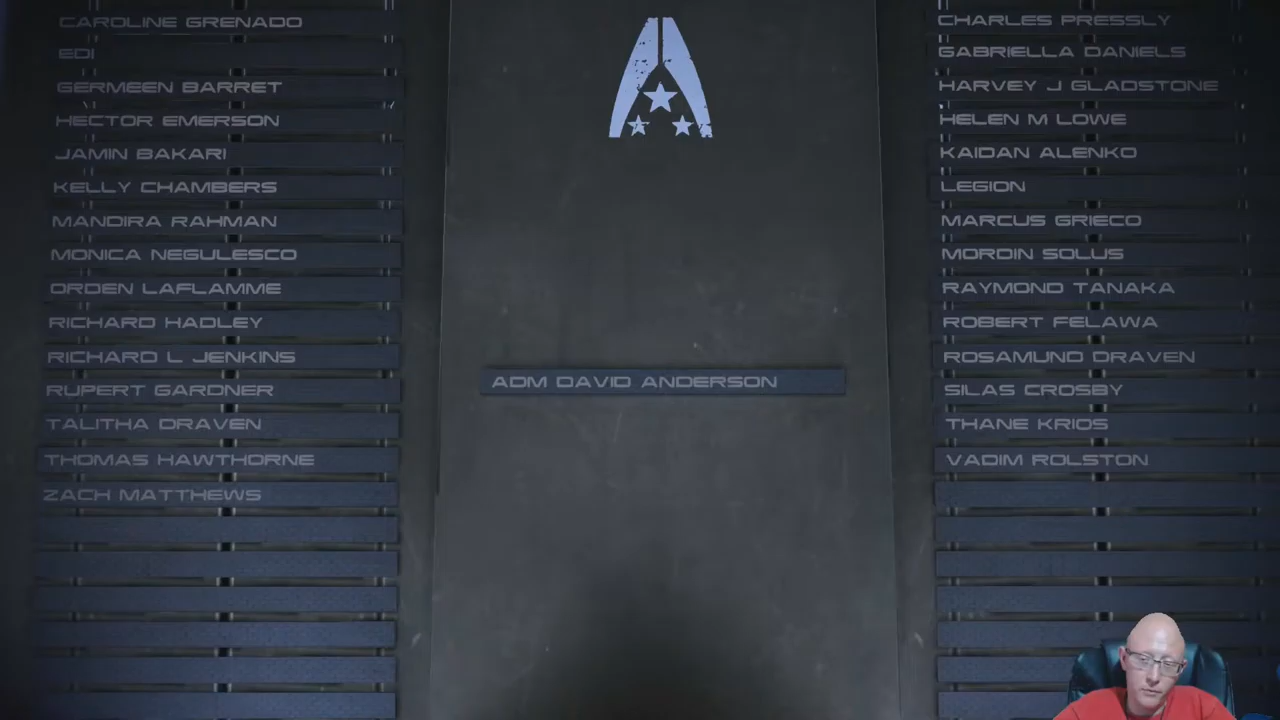 CAROLINE GRENADO
EDI
GERMEEN BARRET
HECTOR EMERSON
JAMIN BAKARI
KELLY CHAMBERS
MANDIRA RAHMAN
MONICA NEGULESCO
ORDEN LAFLAMME
RICHARD HADLEY
RICHARD L JENKINS
RUPERT GARDNER
TALITHA DRAVEN
THOMAS HAWTHORNE
ZACH MATTHEWS
ADM DAVID ANDERSON
CHARLES PRESSLY
GABRIELLA DANIELS
HARVEY J GLADSTONE
HELEN M LOWE
KAIDAN ALENKO
LEGION
MARCUS GRIECO
MORDIN SOLUS
RAYMOND TANAKA
ROBERT FELAWA
ROSAMUND DRAVEN
SILAS CROSBY
THANE KRIOS
VADIM ROLSTON